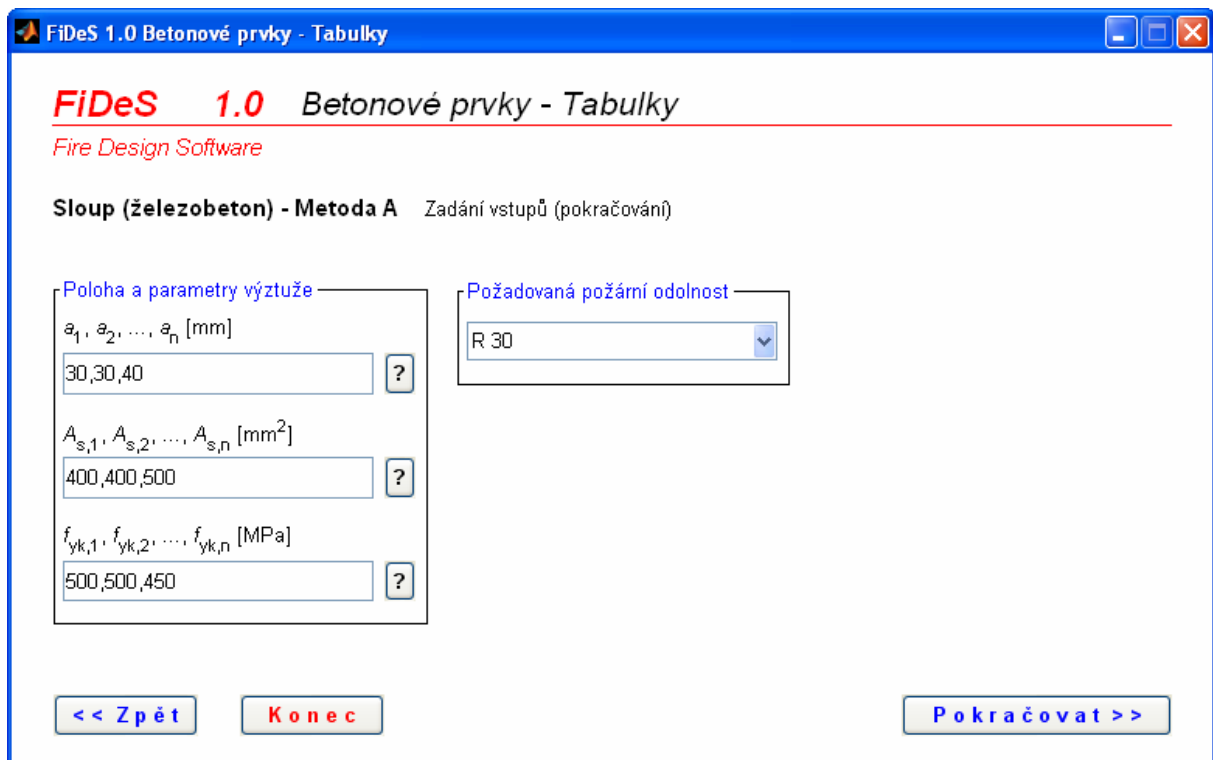 FiDeS 1.0 Betonové prvky - Tabulky
FiDeS 1.0 Betonové prvky - Tabulky
Fire Design Software
Sloup (železobeton) - Metoda A Zadání vstupů (pokračování)
Poloha a parametry výztuže
a1, a2, ..., an [mm]
30,30,40 ?
As,1, As,2, ..., As,n [mm2]
400,400,500 ?
fyk,1, fyk,2, ..., fyk,n [MPa]
500,500,450 ?
Požadovaná požární odolnost
R 30
<< Zpět Konec Pokračovat >>